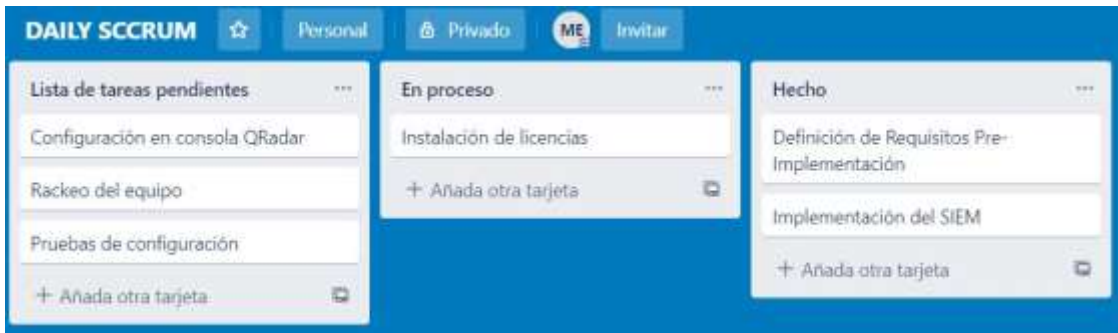 DAILY SCCRUM
Personal
Privado
ME
Invitar
Lista de tareas pendientes
Configuración en consola QRadar
Rackeo del equipo
Pruebas de configuración
+ Añada otra tarjeta
En proceso
Instalación de licencias
+ Añada otra tarjeta
Hecho
Definición de Requisitos Pre-
Implementación
Implementación del SIEM
+ Añada otra tarjeta